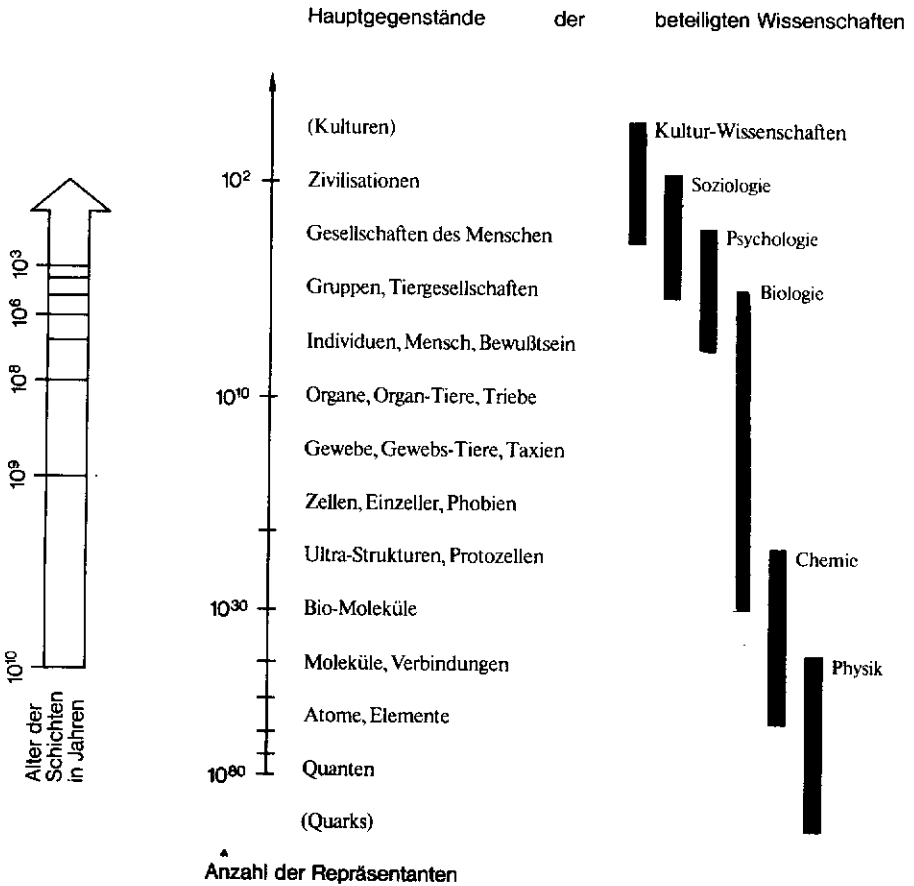 Hauptgegenstände der beteiligten Wissenschaften
(Kulturen)
Kultur-Wissenschaften
10² Zivilisationen
Soziologie
Gesellschaften des Menschen
Psychologie
10³
Gruppen, Tiergesellschaften
Biologie
10⁶
Individuen, Mensch, Bewußtsein
10⁸
10¹⁰ Organe, Organ-Tiere, Triebe
Gewebe, Gewebs-Tiere, Taxien
10⁹
Zellen, Einzeller, Phobien
Ultra-Strukturen, Protozellen
Chemie
10³⁰ Bio-Moleküle
10¹⁰
Moleküle, Verbindungen
Physik
Atome, Elemente
Alter der
Schichten
in Jahren
10⁸⁰ Quanten
(Quarks)
Anzahl der Repräsentanten